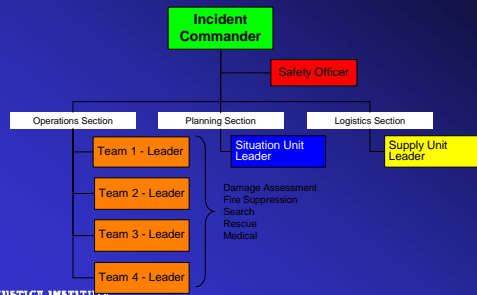 Incident
Commander
Safety Officer
Operations Section
Planning Section
Logistics Section
Team 1 - Leader
Situation Unit
Leader
Supply Unit
Leader
Team 2 - Leader
Damage Assessment
Fire Suppression
Search
Rescue
Medical
Team 3 - Leader
Team 4 - Leader